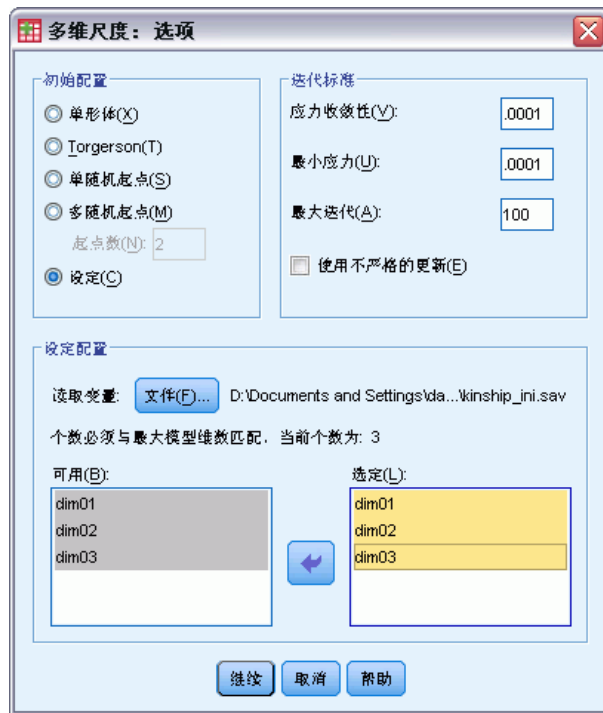 多维尺度：选项
初始配置
单形体(X)
Torgerson(T)
单随机起点(S)
多随机起点(M)
起点数(N): 2
设定(C)
迭代标准
应力收敛性(V): .0001
最小应力(U): .0001
最大迭代(A): 100
使用不严格的更新(E)
设定配置
读取变量: 文件(F)... D:\Documents and Settings\da...\kinship_ini.sav
个数必须与最大模型维数匹配，当前个数为: 3
可用(B):
dim01
dim02
dim03
选定(L):
dim01
dim02
dim03
继续 取消 帮助